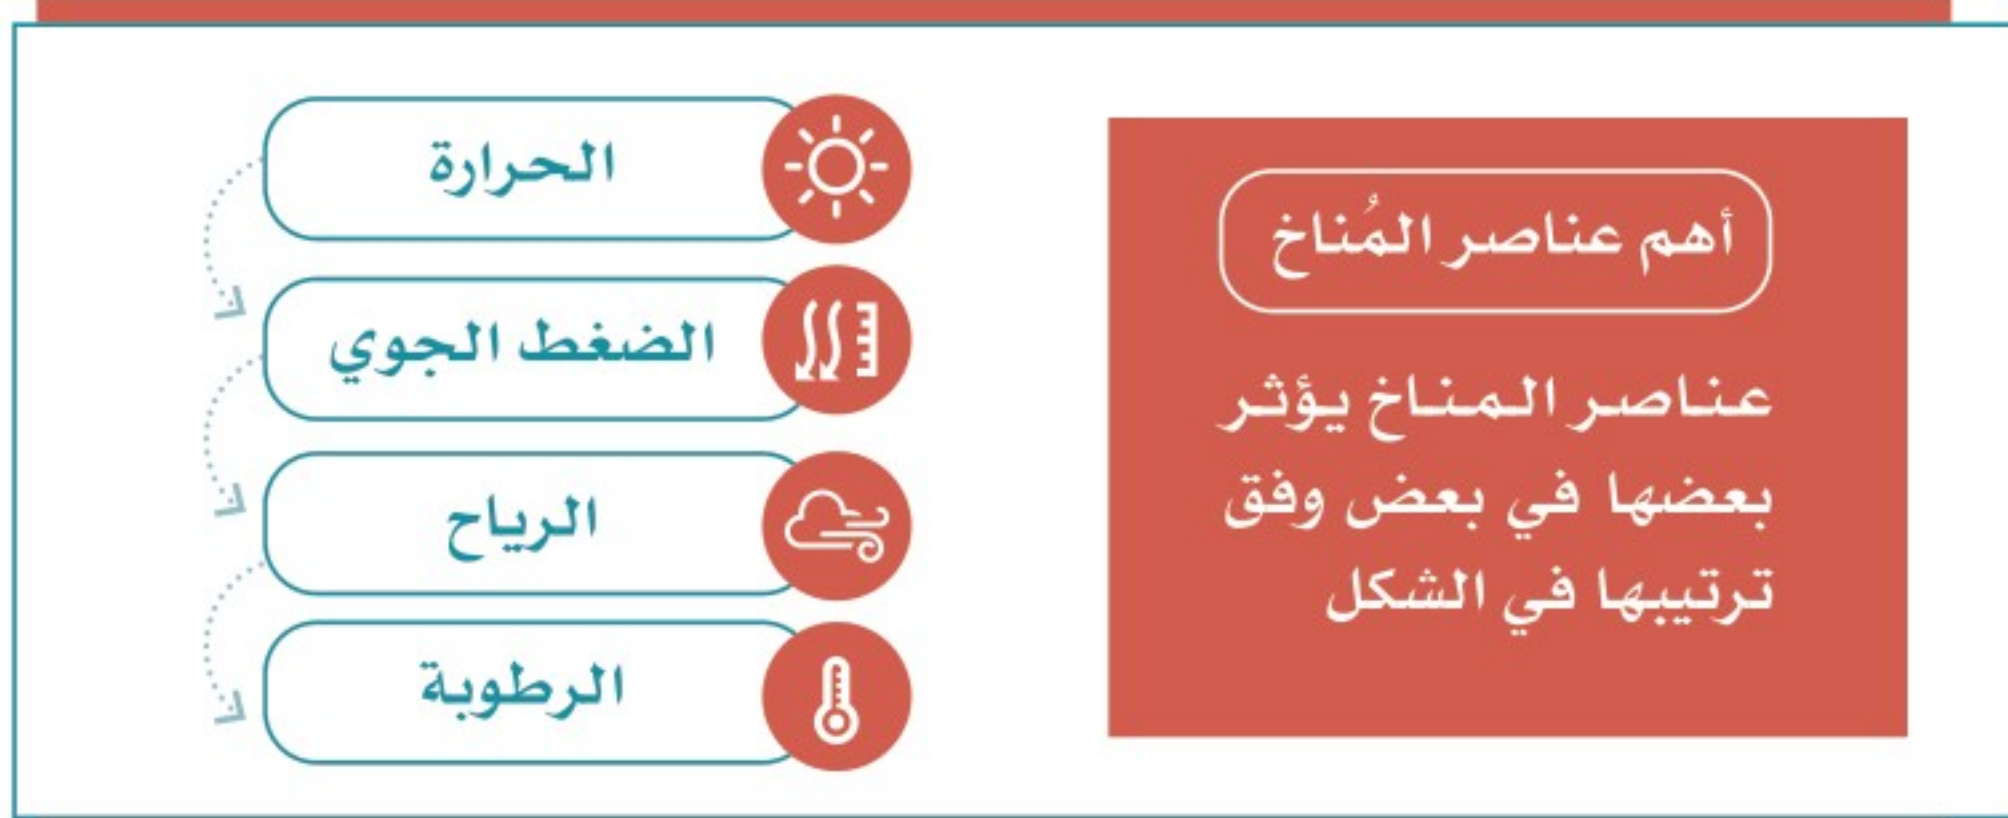 أهم عناصر المُناخ
عناصر المناخ يؤثر
بعضها في بعض وفق
ترتيبها في الشكل
الحرارة
الضغط الجوي
الرياح
الرطوبة